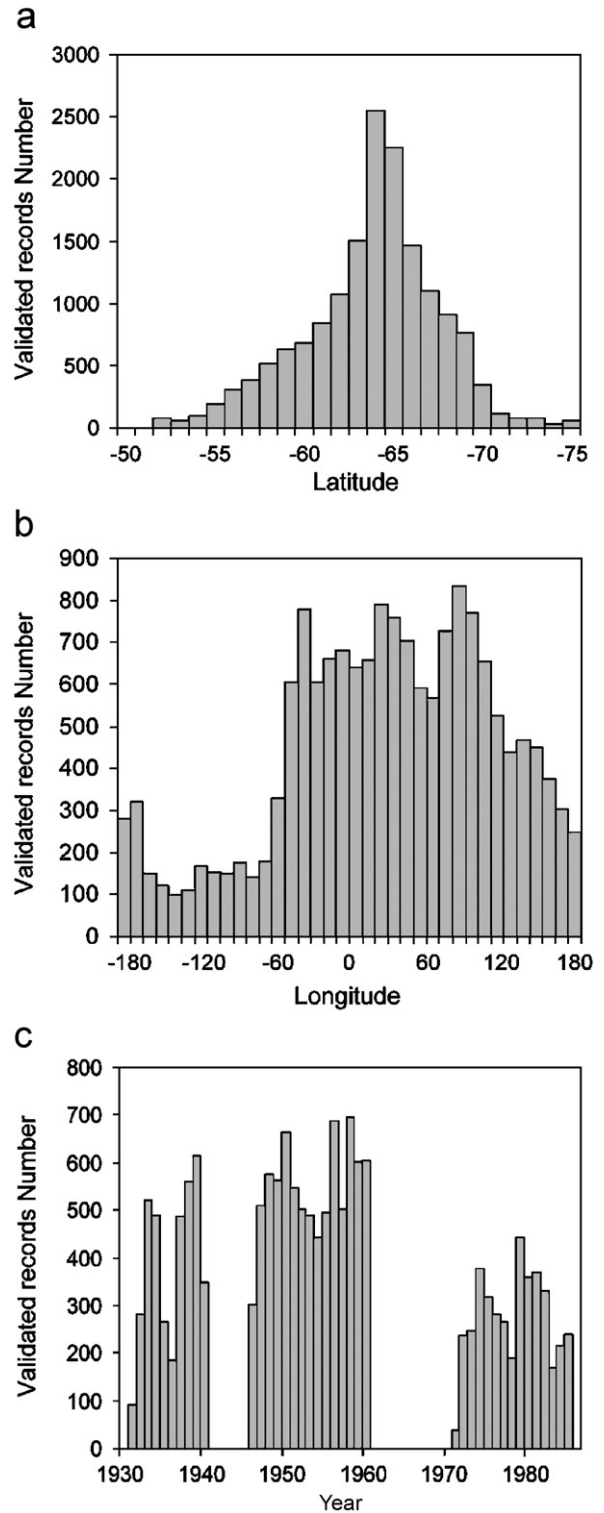 a
Validated records Number
3000
2500
2000
1500
1000
500
0
-50 -55 -60 -65 -70 -75
Latitude
b
Validated records Number
900
800
700
600
500
400
300
200
100
0
-180 -120 -60 0 60 120 180
Longitude
c
Validated records Number
800
700
600
500
400
300
200
100
0
1930 1940 1950 1960 1970 1980
Year